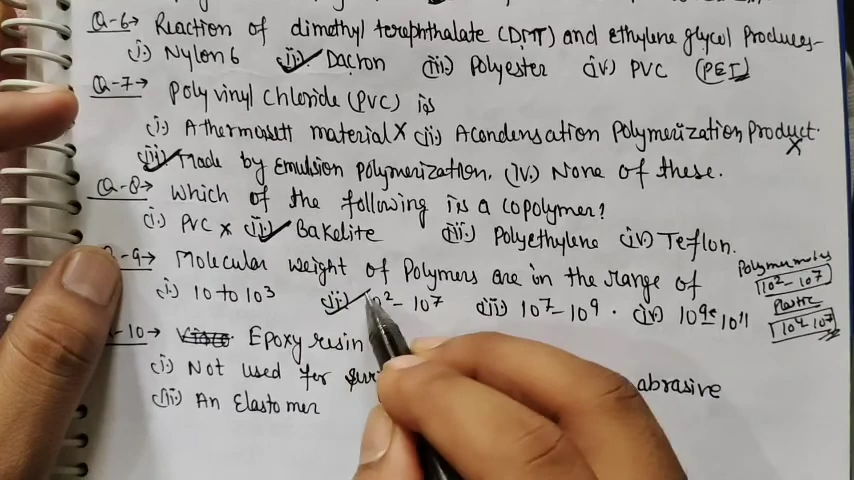 Q-6→ Reaction of dimethyl terephthalate (DMT) and ethylene glycol Produces-
i) Nylon 6 ii) Dacron iii.) Polyester iv.) PVC (PET)
Q-7→ Polyvinyl Chloride (PVC) is
(i.) A thermosett material X (ii) A condensation Polymerization Product. X
(iii) Made by Emulsion polymerization. (iv.) None of these.
Q-8→ Which of the following is a copolymer?
(i.) PVC X (ii) Bakelite (iii. Polyethylene (iv) Teflon.
Q-9→ Molecular weight of Polymers are in the range of
(i.) 10 to 10³ (ii) 10²- 10⁷ (iii) 10⁷-10⁹. (iv) 10⁹- 10¹¹
10²-10⁷
Plastic
10⁴-10⁷
Q-10→ Epoxy resin
(i) Not used for abrasive
(iii) An Elastomer